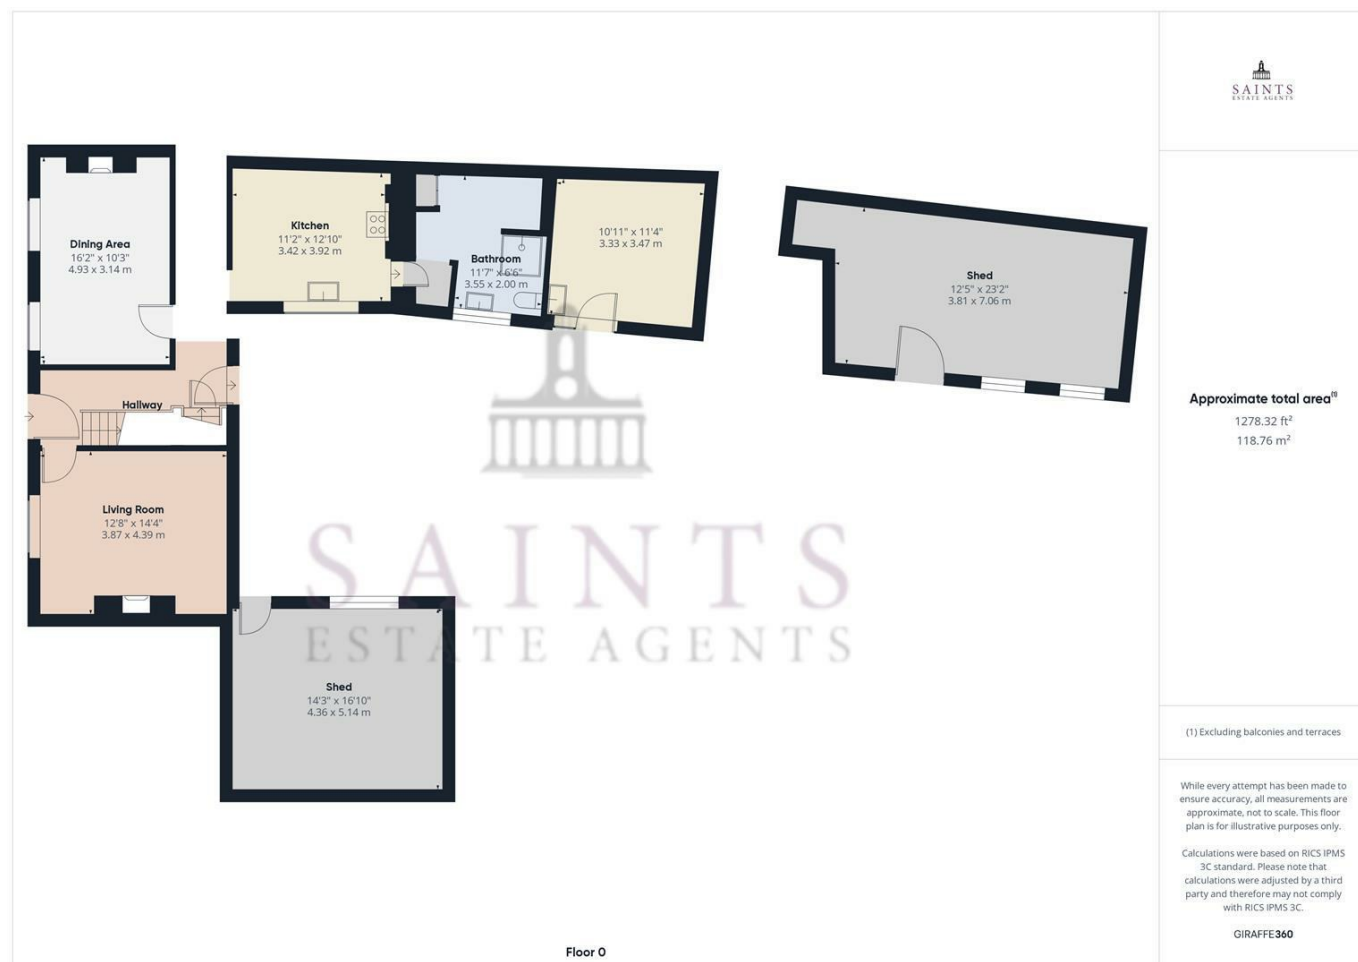 SAINTS
ESTATE AGENTS
Dining Area
16'2" x 10'3"
4.93 x 3.14 m
Kitchen
11'2" x 12'10"
3.42 x 3.92 m
Bathroom
11'7" x 6'6"
3.55 x 2.00 m
10'11" x 11'4"
3.33 x 3.47 m
Shed
12'5" x 23'2"
3.81 x 7.06 m
Hallway
Living Room
12'8" x 14'4"
3.87 x 4.39 m
SAINTS
ESTATE AGENTS
Shed
14'3" x 16'10"
4.36 x 5.14 m
Floor 0
Approximate total area(1)
1278.32 ft²
118.76 m²
(1) Excluding balconies and terraces
While every attempt has been made to
ensure accuracy, all measurements are
approximate, not to scale. This floor
plan is for illustrative purposes only.
Calculations were based on RICS IPMS
3C standard. Please note that
calculations were adjusted by a third
party and therefore may not comply
with RICS IPMS 3C.
GIRAFFE360